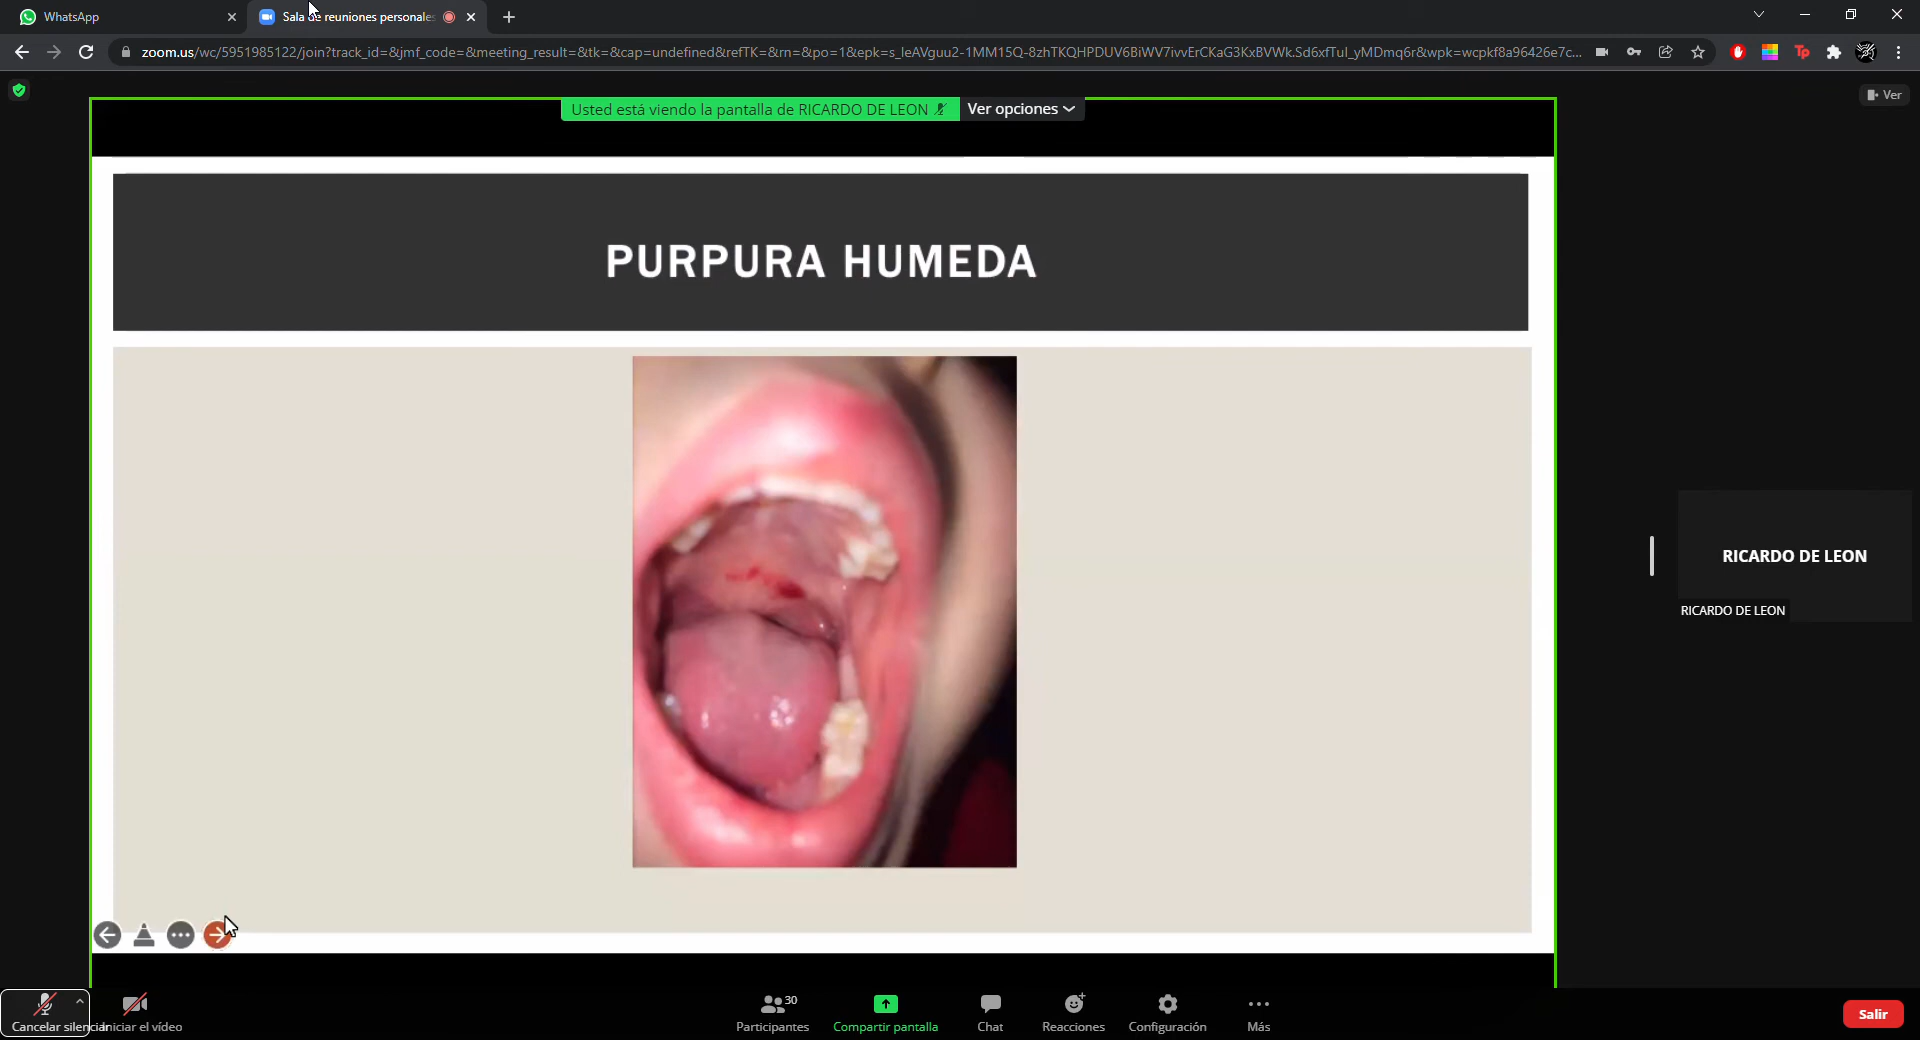 WhatsApp
Sala de reuniones personales
zoom.us/wc/5951985122/join?track_id=&jmf_code=&meeting_result=&tk=&cap=undefined&refTK=&rn=&po=1&epk=s_leAVguu2-1MM15Q-8zhTKQHPDUV6BiWV7ivvErCKaG3KxBVWk.Sd6xfTuI_yMDmq6r&wpk=wcpkf8a96426e7c...
Tp
Usted está viendo la pantalla de RICARDO DE LEON
Ver opciones
Ver
PURPURA HUMEDA
RICARDO DE LEON
RICARDO DE LEON
Cancelar silenciar
Iniciar el vídeo
30
Participantes
Compartir pantalla
Chat
Reacciones
Configuración
Más
Salir